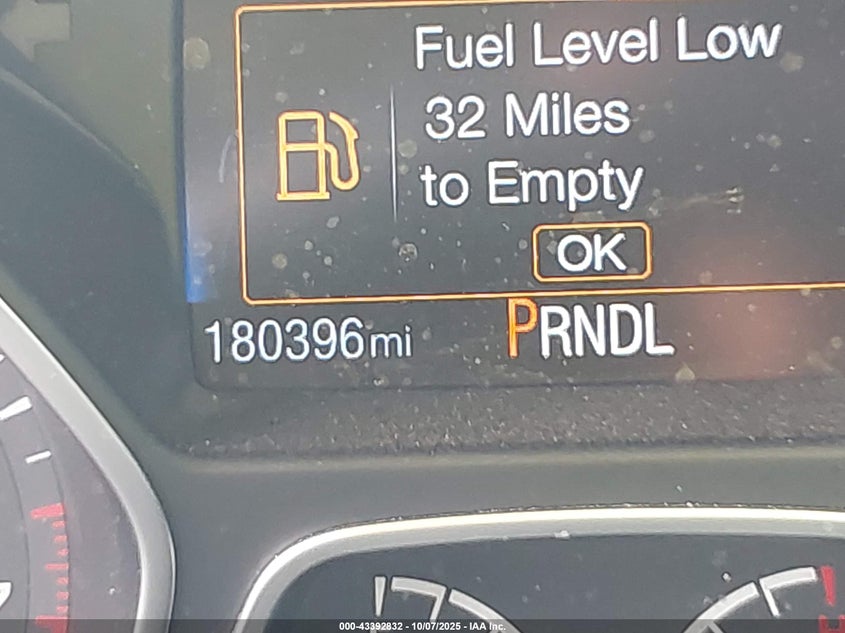 Fuel Level Low
32 Miles
to Empty
OK
180396mi PRNDL
000-43392832 - 10/07/2025 - IAA Inc.